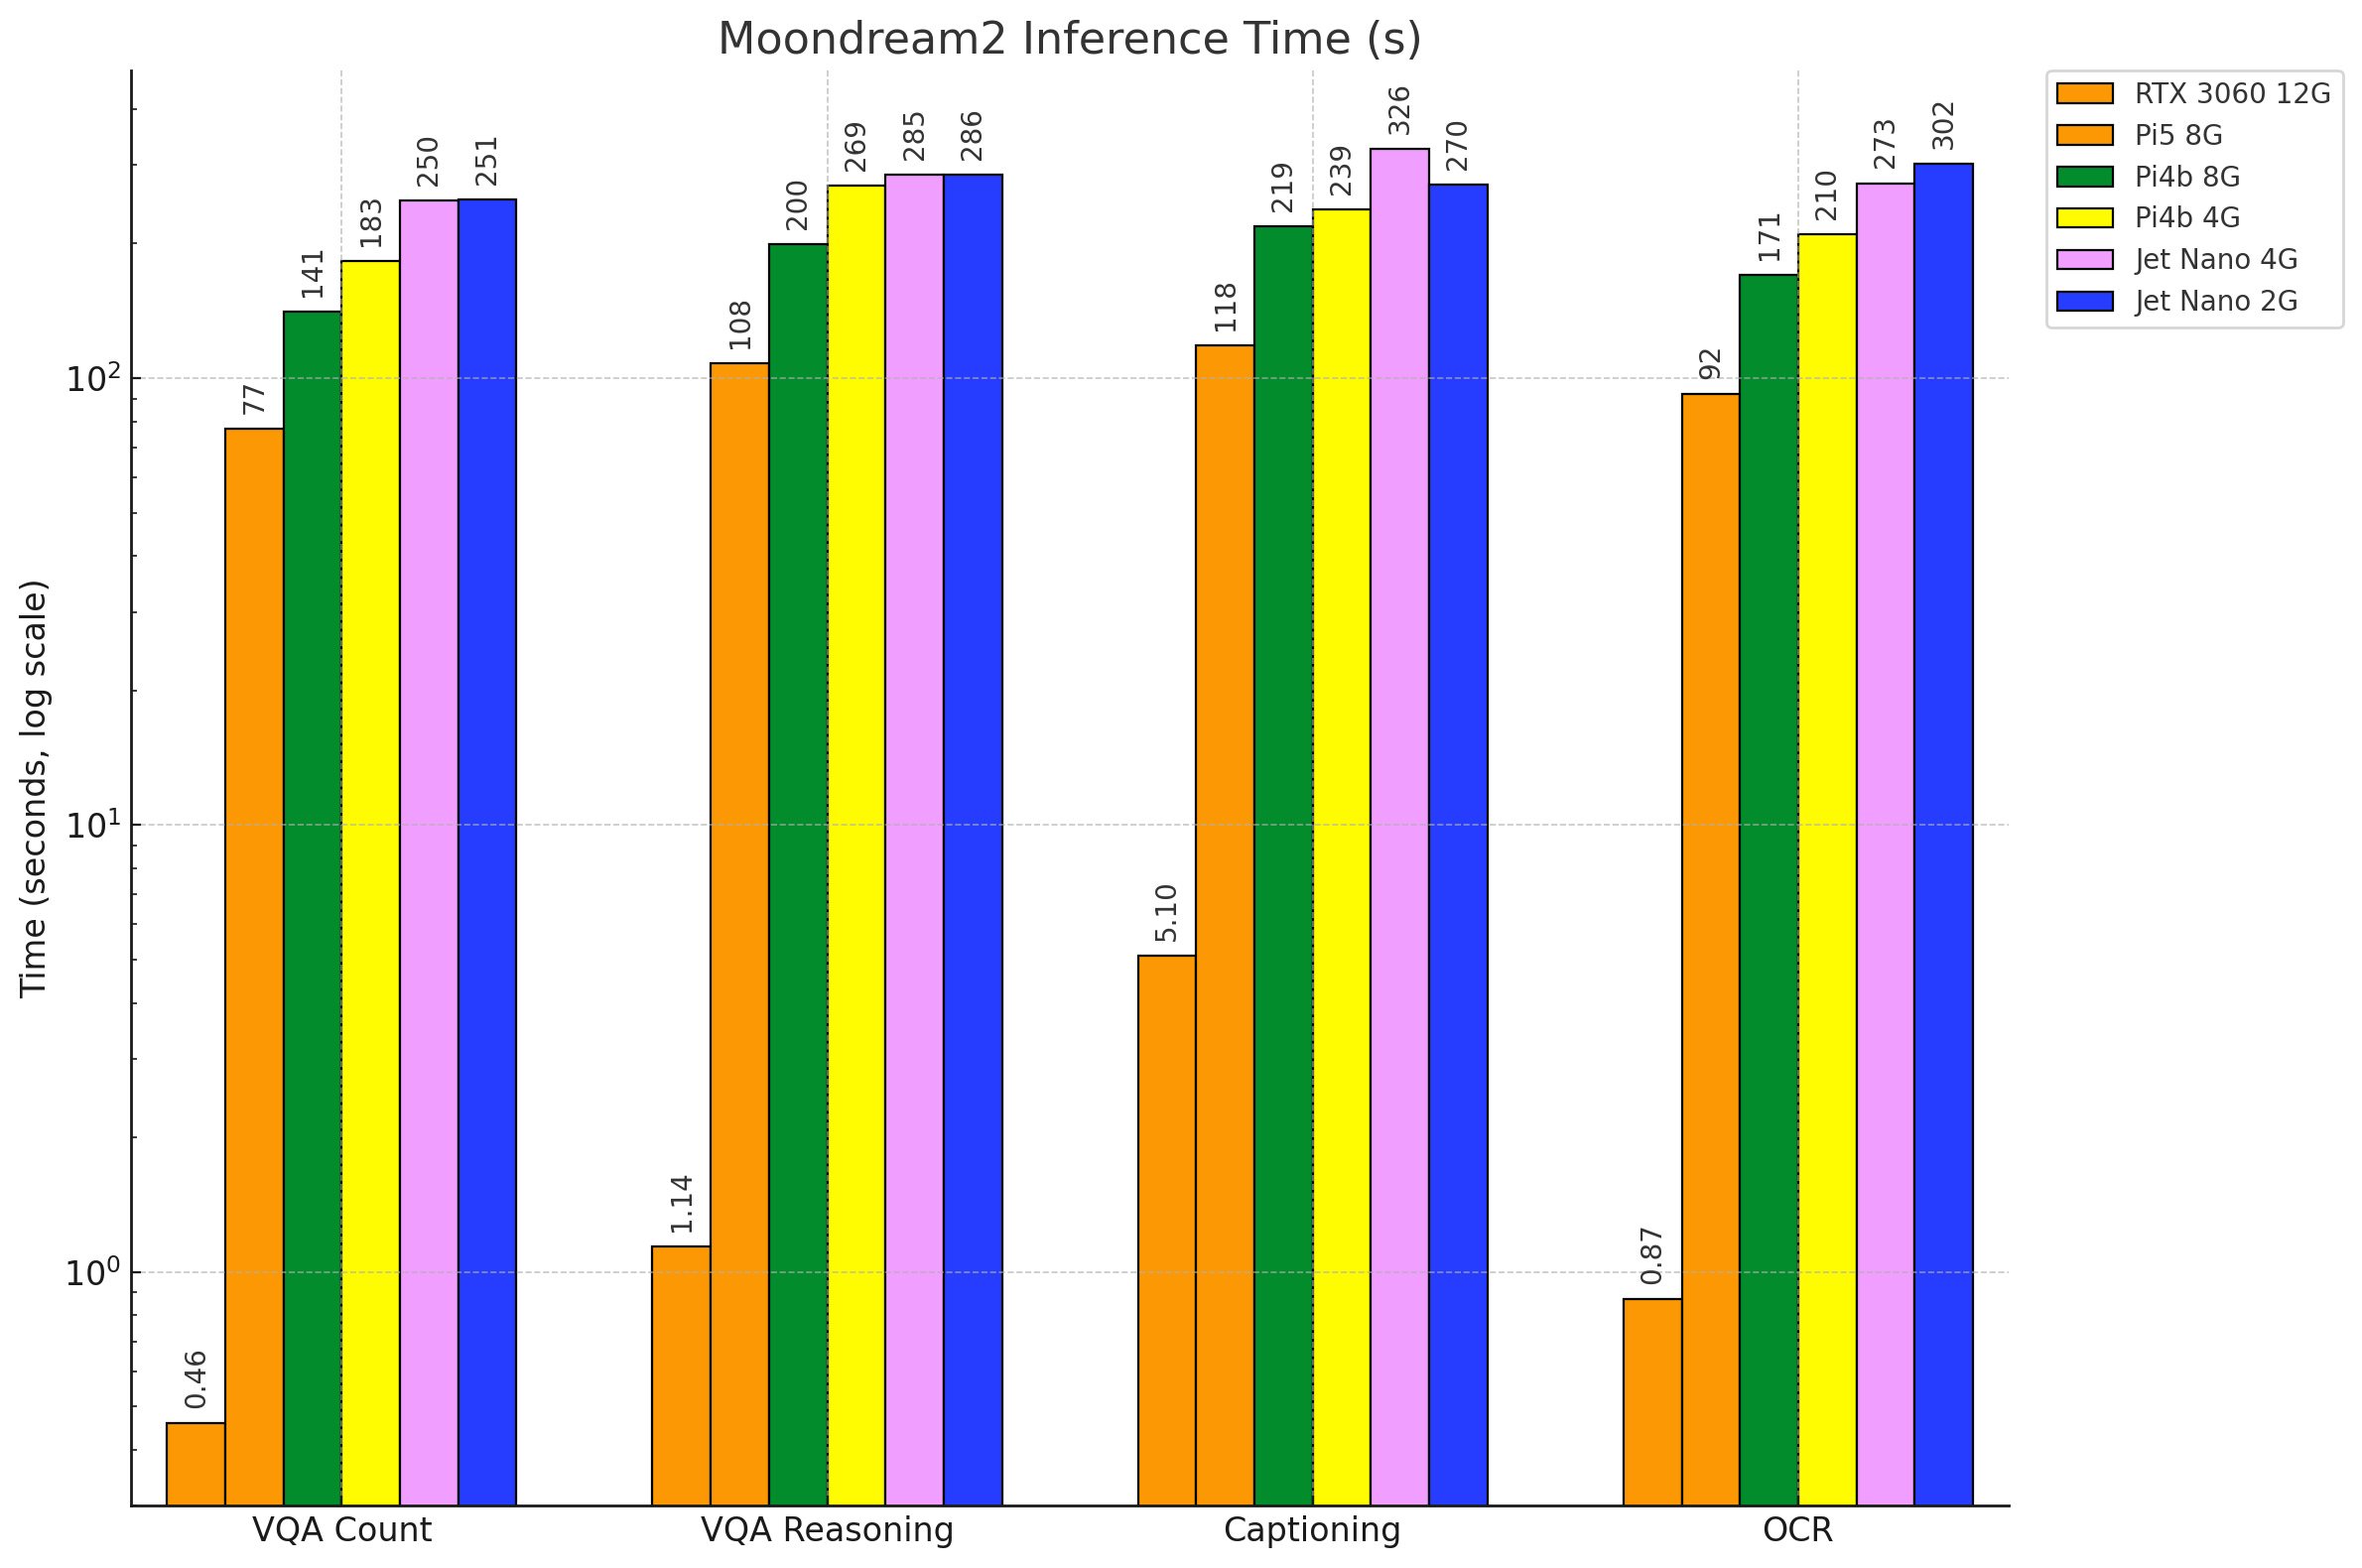 Moondream2 Inference Time (s)
RTX 3060 12G
Pi5 8G
Pi4b 8G
Pi4b 4G
Jet Nano 4G
Jet Nano 2G
Time (seconds, log scale)
10²
10¹
10⁰
0.46
77
141
183
250
251
1.14
108
200
269
285
286
5.10
118
219
239
326
270
0.87
92
171
210
273
302
VQA Count
VQA Reasoning
Captioning
OCR